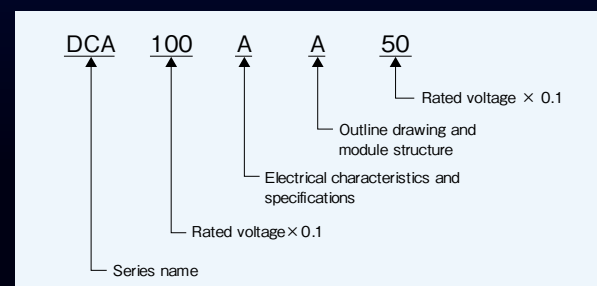 DCA 100 A A 50
Rated voltage × 0.1
Outline drawing and
module structure
Electrical characteristics and
specifications
Rated voltage×0.1
Series name